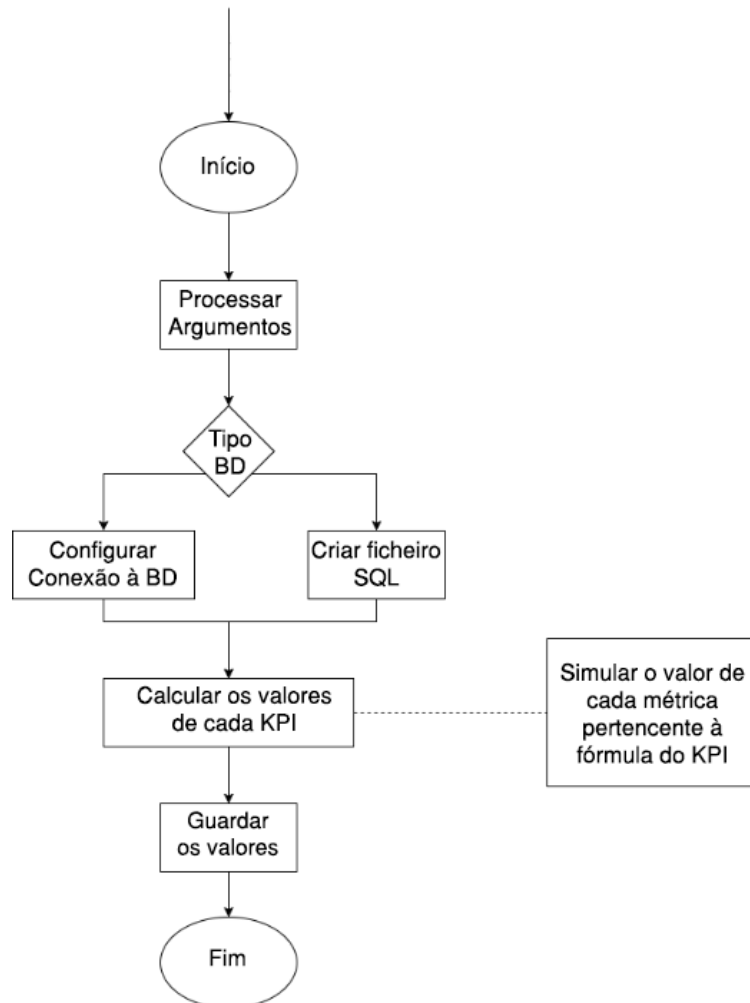 Início
Processar
Argumentos
Tipo
BD
Configurar
Conexão à BD
Criar ficheiro
SQL
Calcular os valores
de cada KPI
Simular o valor de
cada métrica
pertencente à
fórmula do KPI
Guardar
os valores
Fim